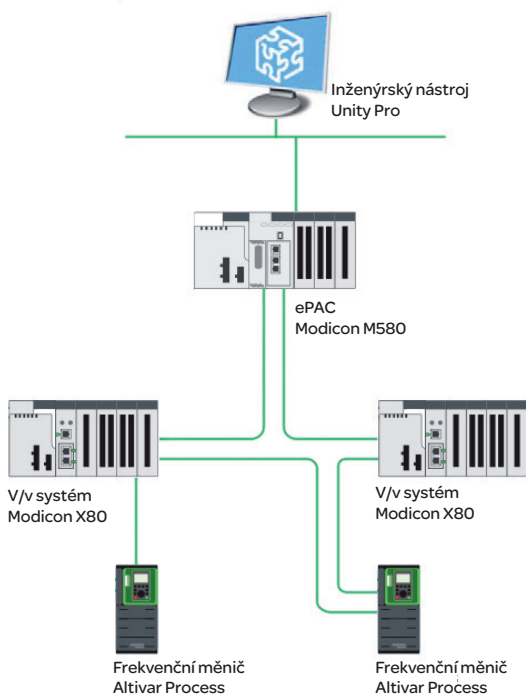 Inženýrský nástroj
Unity Pro
ePAC
Modicon M580
V/v systém
Modicon X80
V/v systém
Modicon X80
Frekvenční měnič
Altivar Process
Frekvenční měnič
Altivar Process